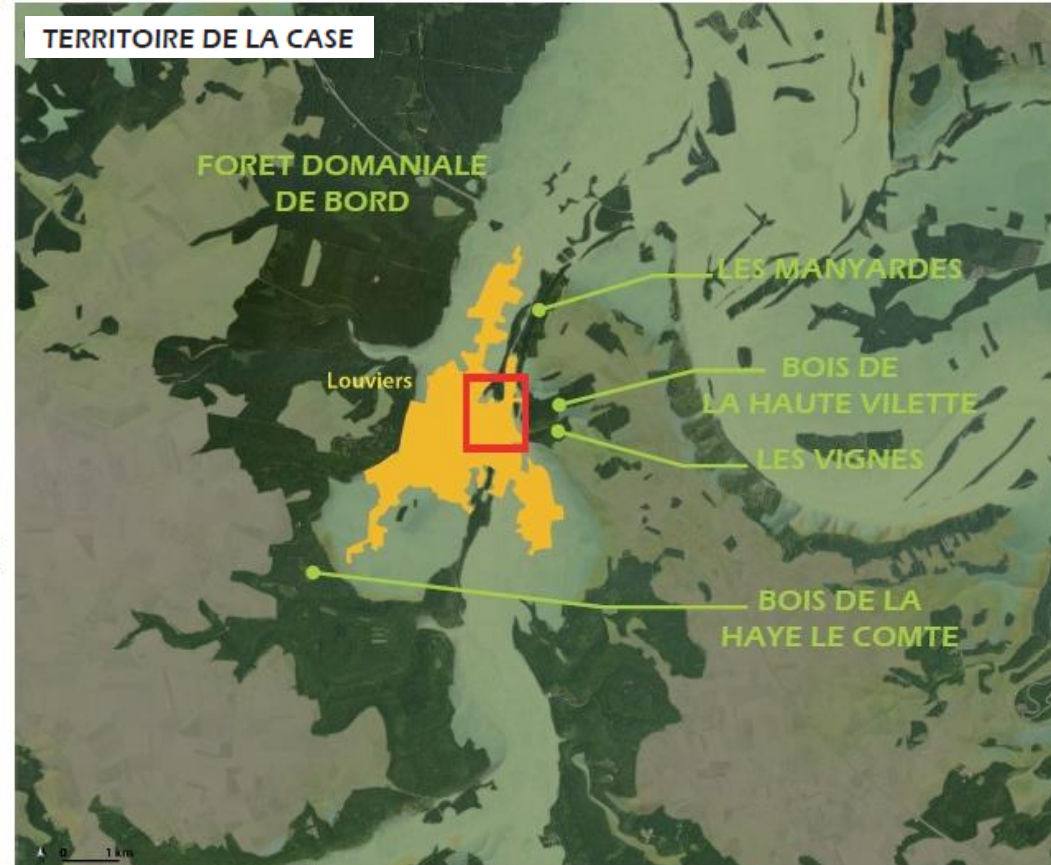 TERRITOIRE DE LA CASE
FORET DOMANIALE
DE BORD
LES MANYARDES
Louviers
BOIS DE
LA HAUTE VILETTE
LES VIGNES
BOIS DE LA
HAYE LE COMTE
0 1 km